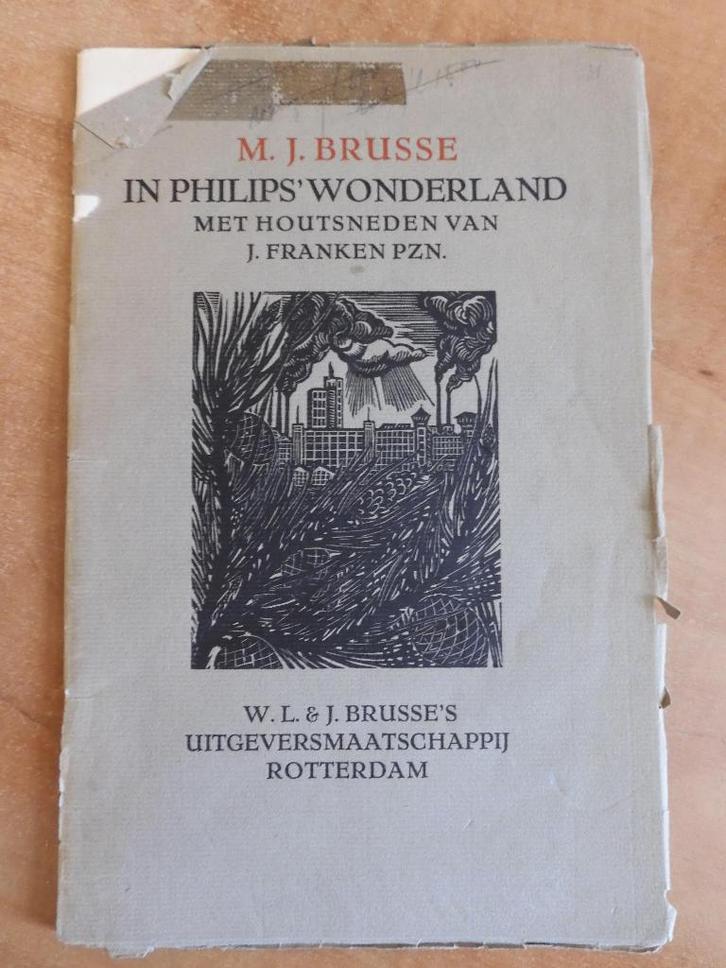 M. J. BRUSSE
IN PHILIPS' WONDERLAND
MET HOUTSNEDEN VAN
J. FRANKEN PZN.
W. L. & J. BRUSSE'S
UITGEVERSMAATSCHAPPIJ
ROTTERDAM